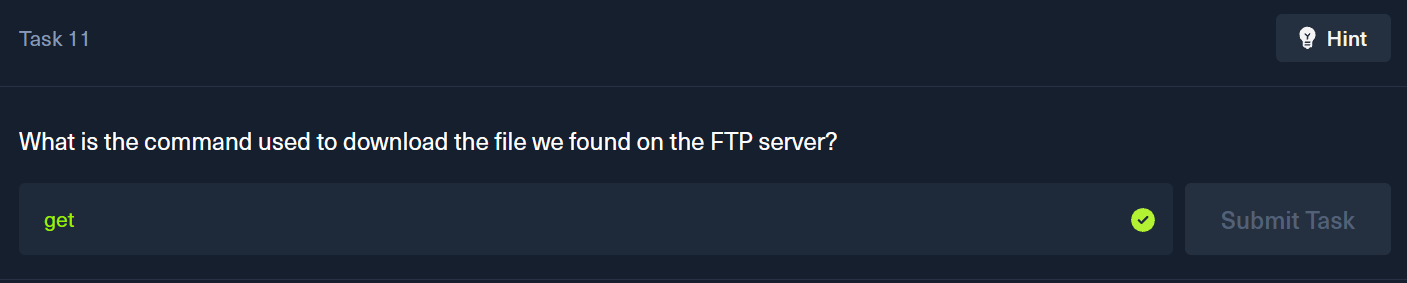 Task 11
Hint
What is the command used to download the file we found on the FTP server?
get
Submit Task